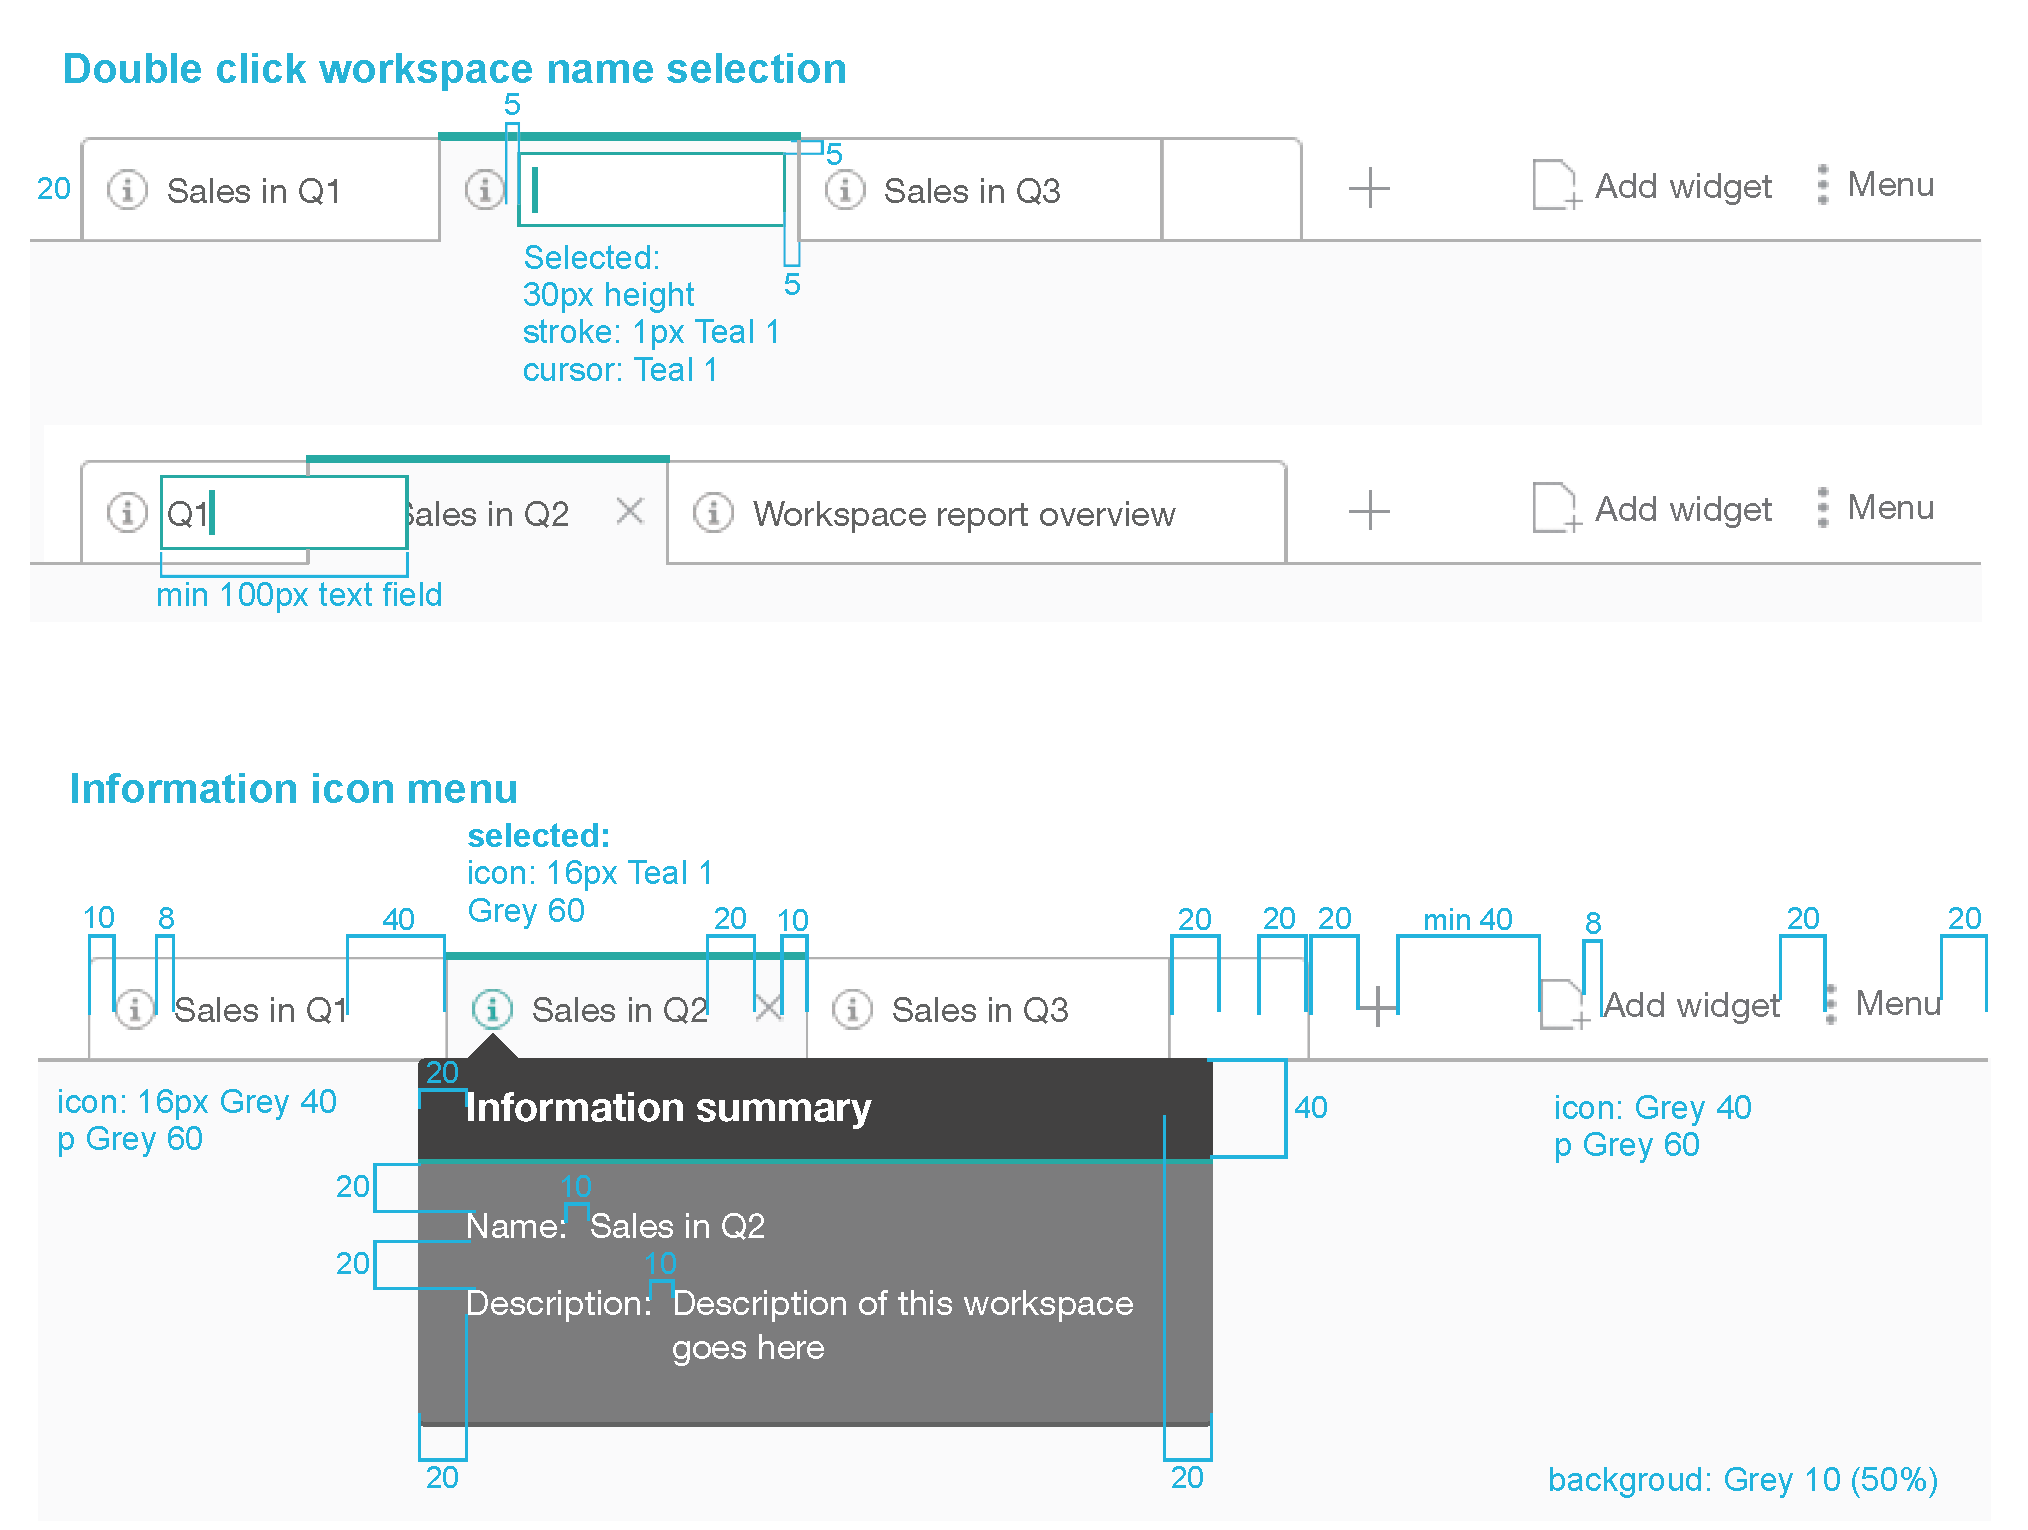 Double click workspace name selection
5
20 Sales in Q1 5 Sales in Q3 Add widget Menu
5
Selected:
30px height
stroke: 1px Teal 1
cursor: Teal 1
Q1 Sales in Q2 Workspace report overview Add widget Menu
min 100px text field
Information icon menu
selected:
icon: 16px Teal 1
Grey 60
10 8 40 20 10 20 20 20 min 40 8 20 20
Sales in Q1 Sales in Q2 Sales in Q3 Add widget Menu
icon: 16px Grey 40
p Grey 60
20
Information summary
40
icon: Grey 40
p Grey 60
20 10
Name: Sales in Q2
20 10
Description: Description of this workspace
goes here
20 20
backgroud: Grey 10 (50%)